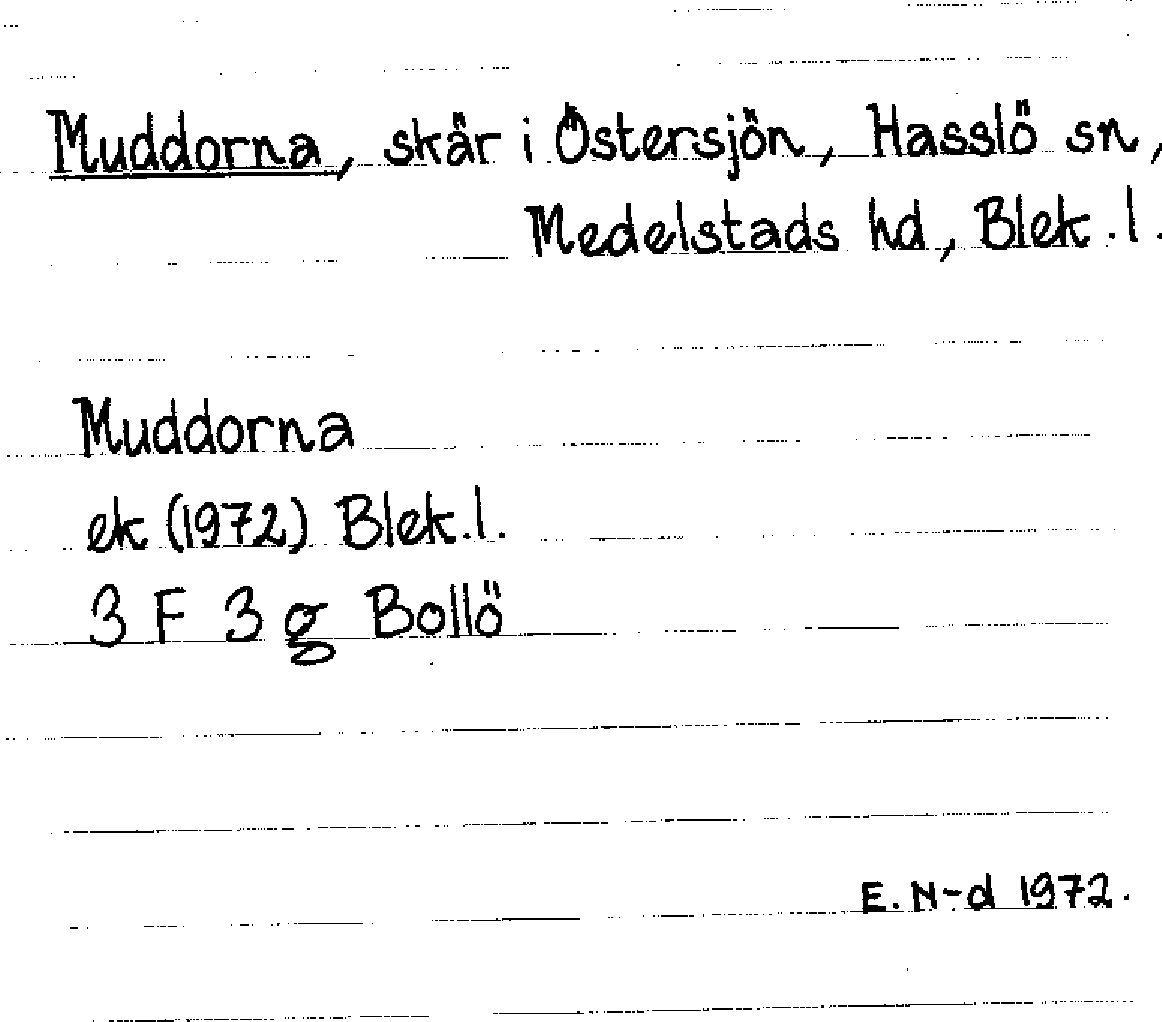 Muddorna, skär i Östersjön, Hasslö sn,
Medelstads hd, Blek.l.
Muddorna
ek (1972) Blek.l.
3 F 3 g Bollö
E. N-d 1972.